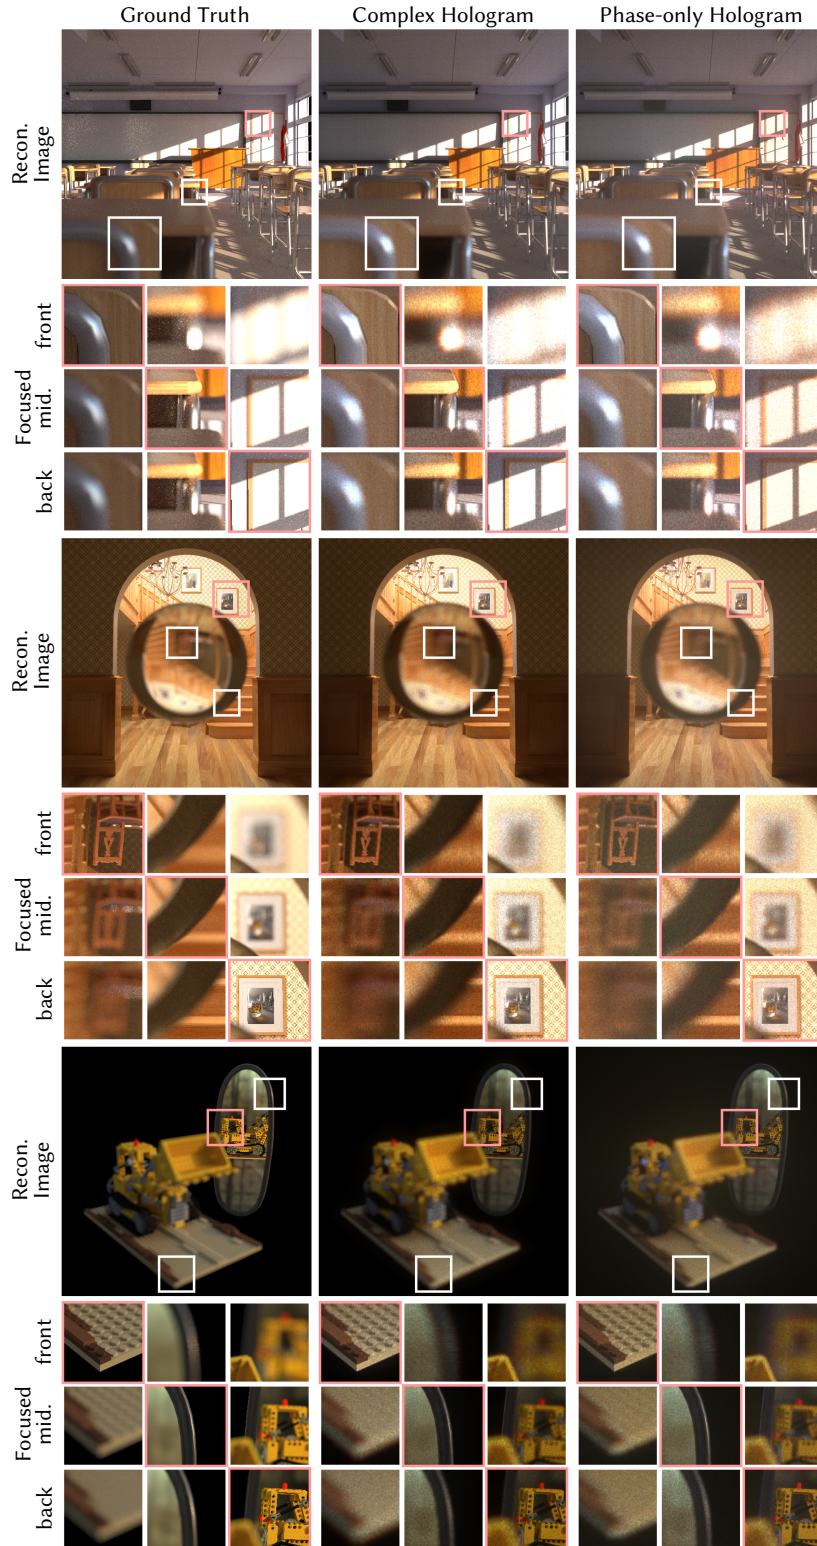 Ground Truth Complex Hologram Phase-only Hologram
Recon.
Image
front
Focused
mid.
back
Recon.
Image
front
Focused
mid.
back
Recon.
Image
front
Focused
mid.
back